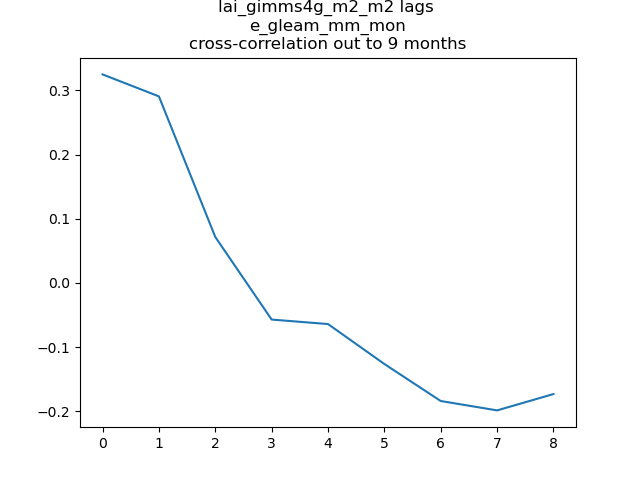 lai_gimms4g_m2_m2 lags
e_gleam_mm_mon
cross-correlation out to 9 months
0.3
0.2
0.1
0.0
−0.1
−0.2
0 1 2 3 4 5 6 7 8